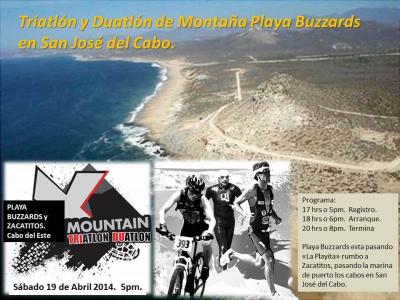 Triatlón y Duatlón de Montaña Playa Buzzards
en San José del Cabo.
PLAYA
BUZZARDS y
ZACATITOS.
Cabo del Este
MOUNTAIN
TRIATLON DUATLON
Sábado 19 de Abril 2014.  5pm.
393
Programa:
17 hrs o 5pm.  Registro.
18 hrs o 6pm.  Arranque.
20 hrs o 8pm.  Termina
Playa Buzzards esta pasando
«La Playita» rumbo a
Zacatitos, pasando la marina
de puerto los cabos en San
José del Cabo.